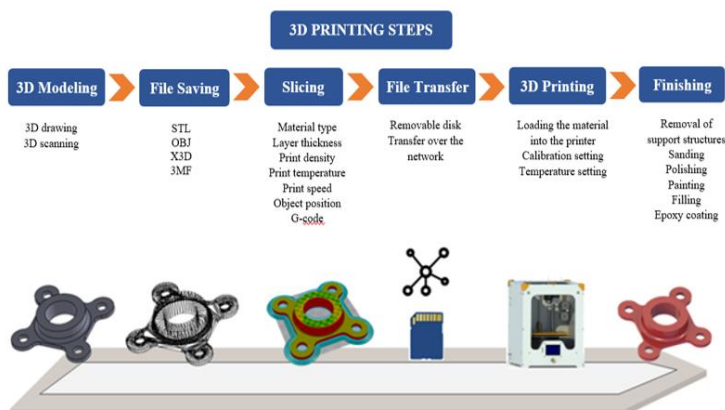 3D PRINTING STEPS
3D Modeling
File Saving
Slicing
File Transfer
3D Printing
Finishing
3D drawing
3D scanning
STL
OBJ
X3D
3MF
Material type
Layer thickness
Print density
Print temperature
Print speed
Object position
G-code
Removable disk
Transfer over the
network
Loading the material
into the printer
Calibration setting
Temperature setting
Removal of
support structures
Sanding
Polishing
Painting
Filling
Epoxy coating